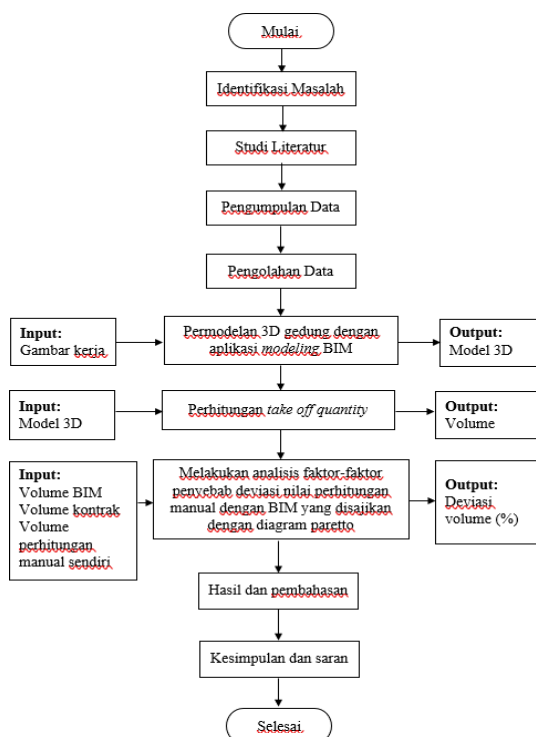 Mulai
Identifikasi Masalah
Studi Literatur
Pengumpulan Data
Pengolahan Data
Input:
Gambar kerja
Permodelan 3D gedung dengan
aplikasi modeling BIM
Output:
Model 3D
Input:
Model 3D
Perhitungan take off quantity
Output:
Volume
Input:
Volume BIM
Volume kontrak
Volume
perhitungan
manual sendiri
Melakukan analisis faktor-faktor
penyebab deviasi nilai perhitungan
manual dengan BIM yang disajikan
dengan diagram paretto
Output:
Deviasi
volume (%)
Hasil dan pembahasan
Kesimpulan dan saran
Selesai